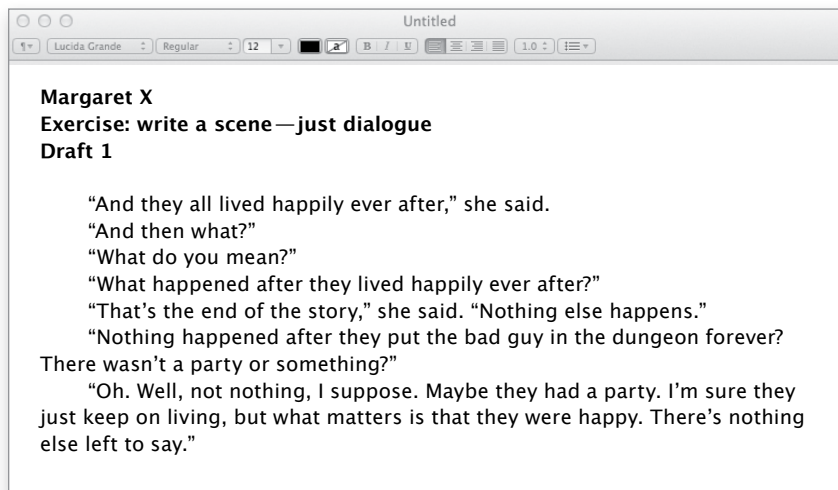 Untitled
Lucida Grande Regular 12 a B I U 1.0
Margaret X
Exercise: write a scene—just dialogue
Draft 1
“And they all lived happily ever after,” she said.
“And then what?”
“What do you mean?”
“What happened after they lived happily ever after?”
“That’s the end of the story,” she said. “Nothing else happens.”
“Nothing happened after they put the bad guy in the dungeon forever?
There wasn’t a party or something?”
“Oh. Well, not nothing, I suppose. Maybe they had a party. I’m sure they
just keep on living, but what matters is that they were happy. There’s nothing
else left to say.”